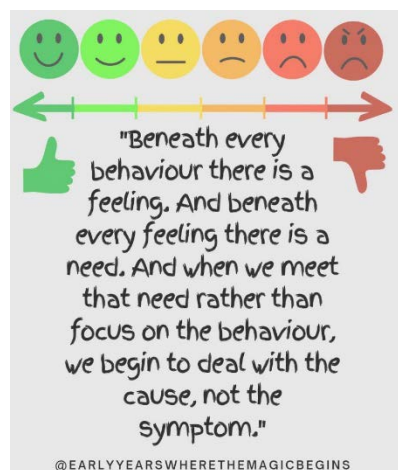 "Beneath every
behaviour there is a
feeling. And beneath
every feeling there is a
need. And when we meet
that need rather than
focus on the behaviour,
we begin to deal with the
cause, not the
symptom."
@EARLYYEARSWHERETHEMAGICBEGINS